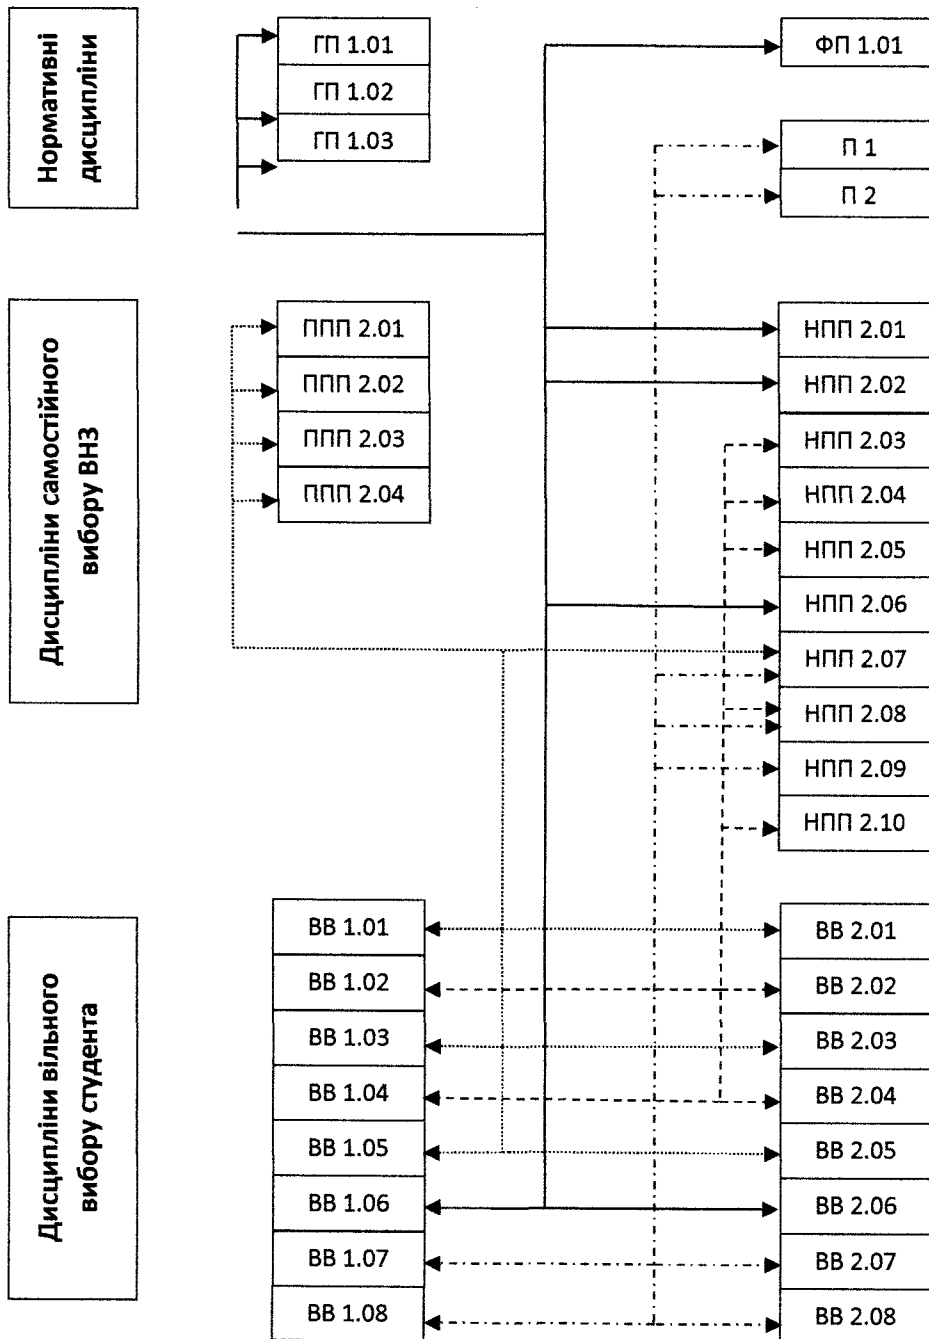 Нормативні
дисципліни
ГП 1.01
ГП 1.02
ГП 1.03
ФП 1.01
П 1
П 2
Дисципліни самостійного
вибору ВНЗ
ППП 2.01
ППП 2.02
ППП 2.03
ППП 2.04
НПП 2.01
НПП 2.02
НПП 2.03
НПП 2.04
НПП 2.05
НПП 2.06
НПП 2.07
НПП 2.08
НПП 2.09
НПП 2.10
Дисципліни вільного
вибору студента
ВВ 1.01
ВВ 1.02
ВВ 1.03
ВВ 1.04
ВВ 1.05
ВВ 1.06
ВВ 1.07
ВВ 1.08
ВВ 2.01
ВВ 2.02
ВВ 2.03
ВВ 2.04
ВВ 2.05
ВВ 2.06
ВВ 2.07
ВВ 2.08